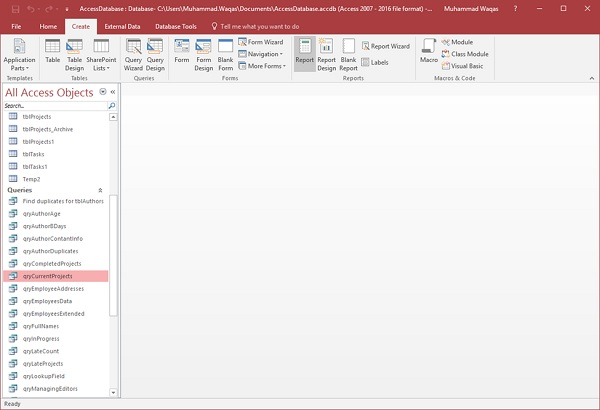 AccessDatabase : Database- C:\Users\Muhammad.Waqas\Documents\AccessDatabase.accdb (Access 2007 - 2016 file format) -... Muhammad Waqas
File Home Create External Data Database Tools Tell me what you want to do
Application Parts Table Table Design SharePoint Lists Query Wizard Query Design Form Form Design Blank Form Form Wizard Navigation More Forms Report Report Design Blank Report Report Wizard Labels Macro Module Class Module Visual Basic
Templates Tables Queries Forms Reports Macros & Code
All Access Objects
Search...
tblProjects
tblProjects_Archive
tblProjects1
tblTasks
tblTasks1
Temp2
Queries
Find duplicates for tblAuthors
qryAuthorAge
qryAuthorBDays
qryAuthorContantInfo
qryAuthorDuplicates
qryCompletedProjects
qryCurrentProjects
qryEmployeeAddresses
qryEmployeesData
qryEmployeesExtended
qryFullNames
qryInProgress
qryLateCount
qryLateProjects
qryLookupField
qryManagingEditors
Ready